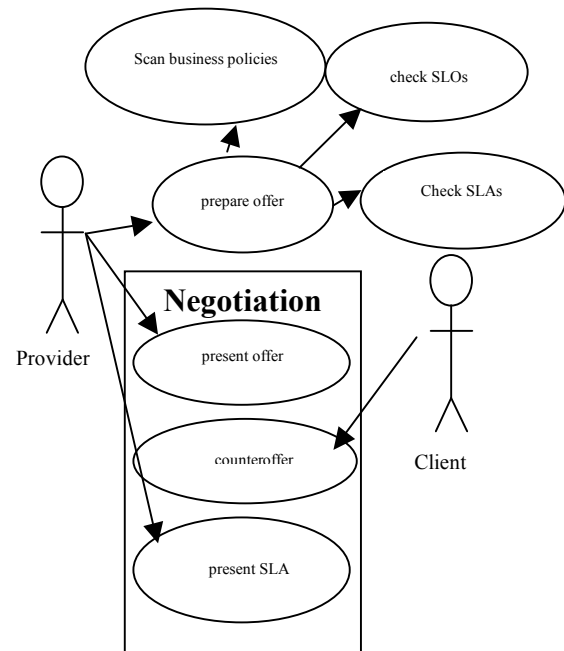 Scan business policies
check SLOs
prepare offer
Check SLAs
Negotiation
Provider
present offer
counteroffer
Client
present SLA